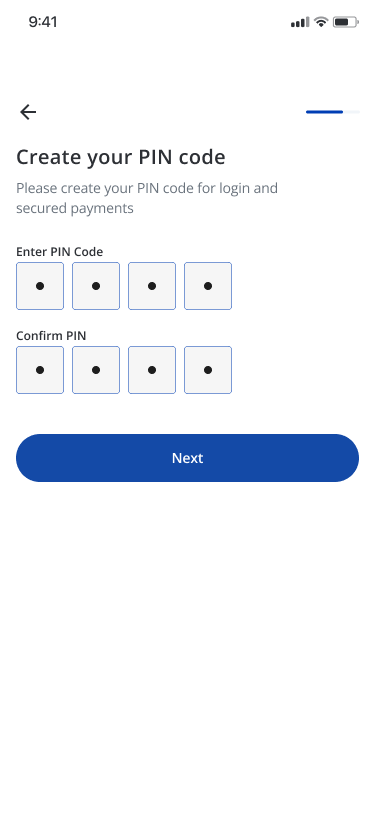 9:41
Create your PIN code
Please create your PIN code for login and
secured payments
Enter PIN Code
Confirm PIN
Next